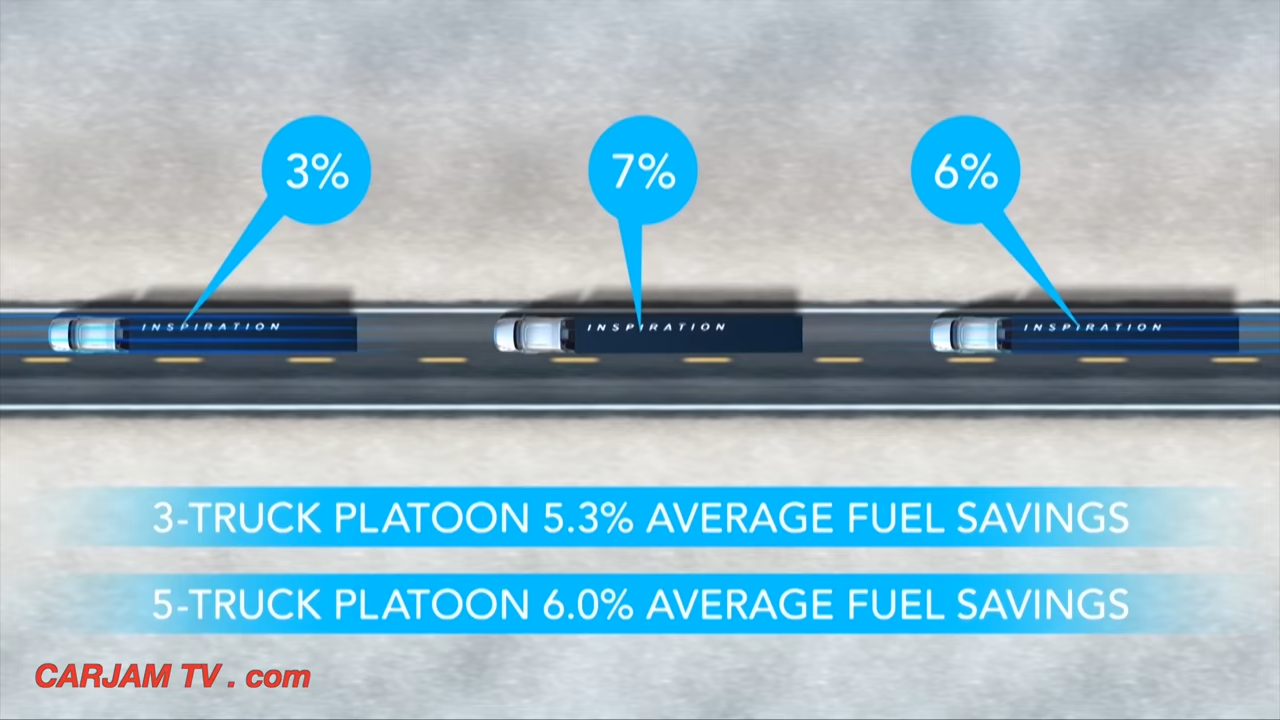 3%
7%
6%
INSPIRATION
INSPIRATION
INSPIRATION
3-TRUCK PLATOON 5.3% AVERAGE FUEL SAVINGS
5-TRUCK PLATOON 6.0% AVERAGE FUEL SAVINGS
CARJAM TV . com